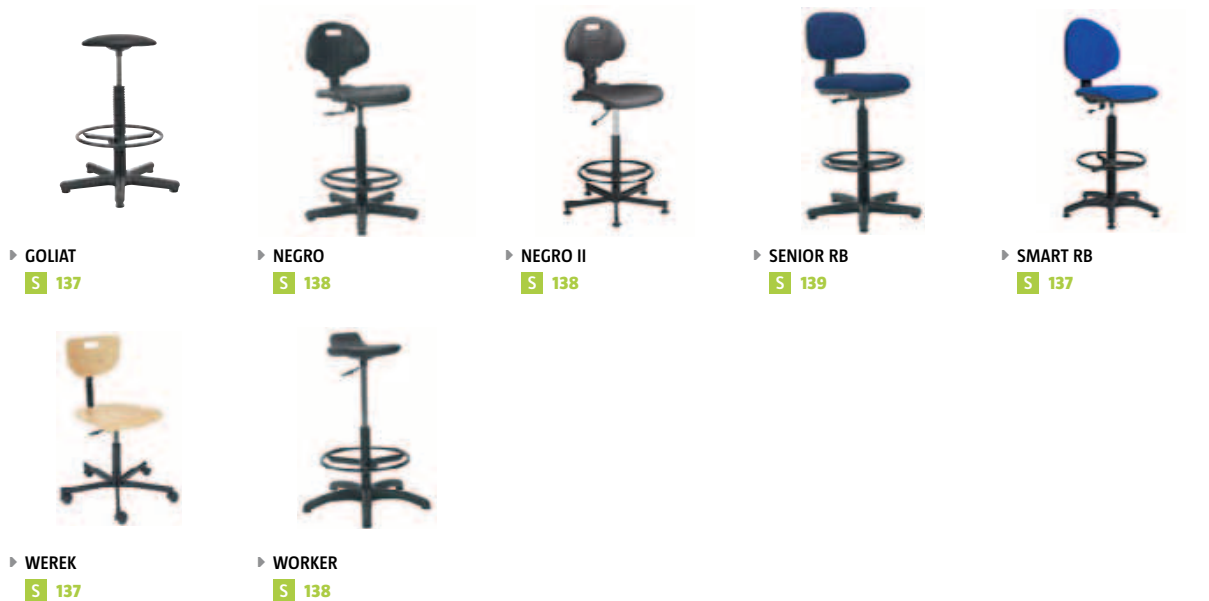 GOLIAT
S 137
NEGRO
S 138
NEGRO II
S 138
SENIOR RB
S 139
SMART RB
S 137
WEREK
S 137
WORKER
S 138